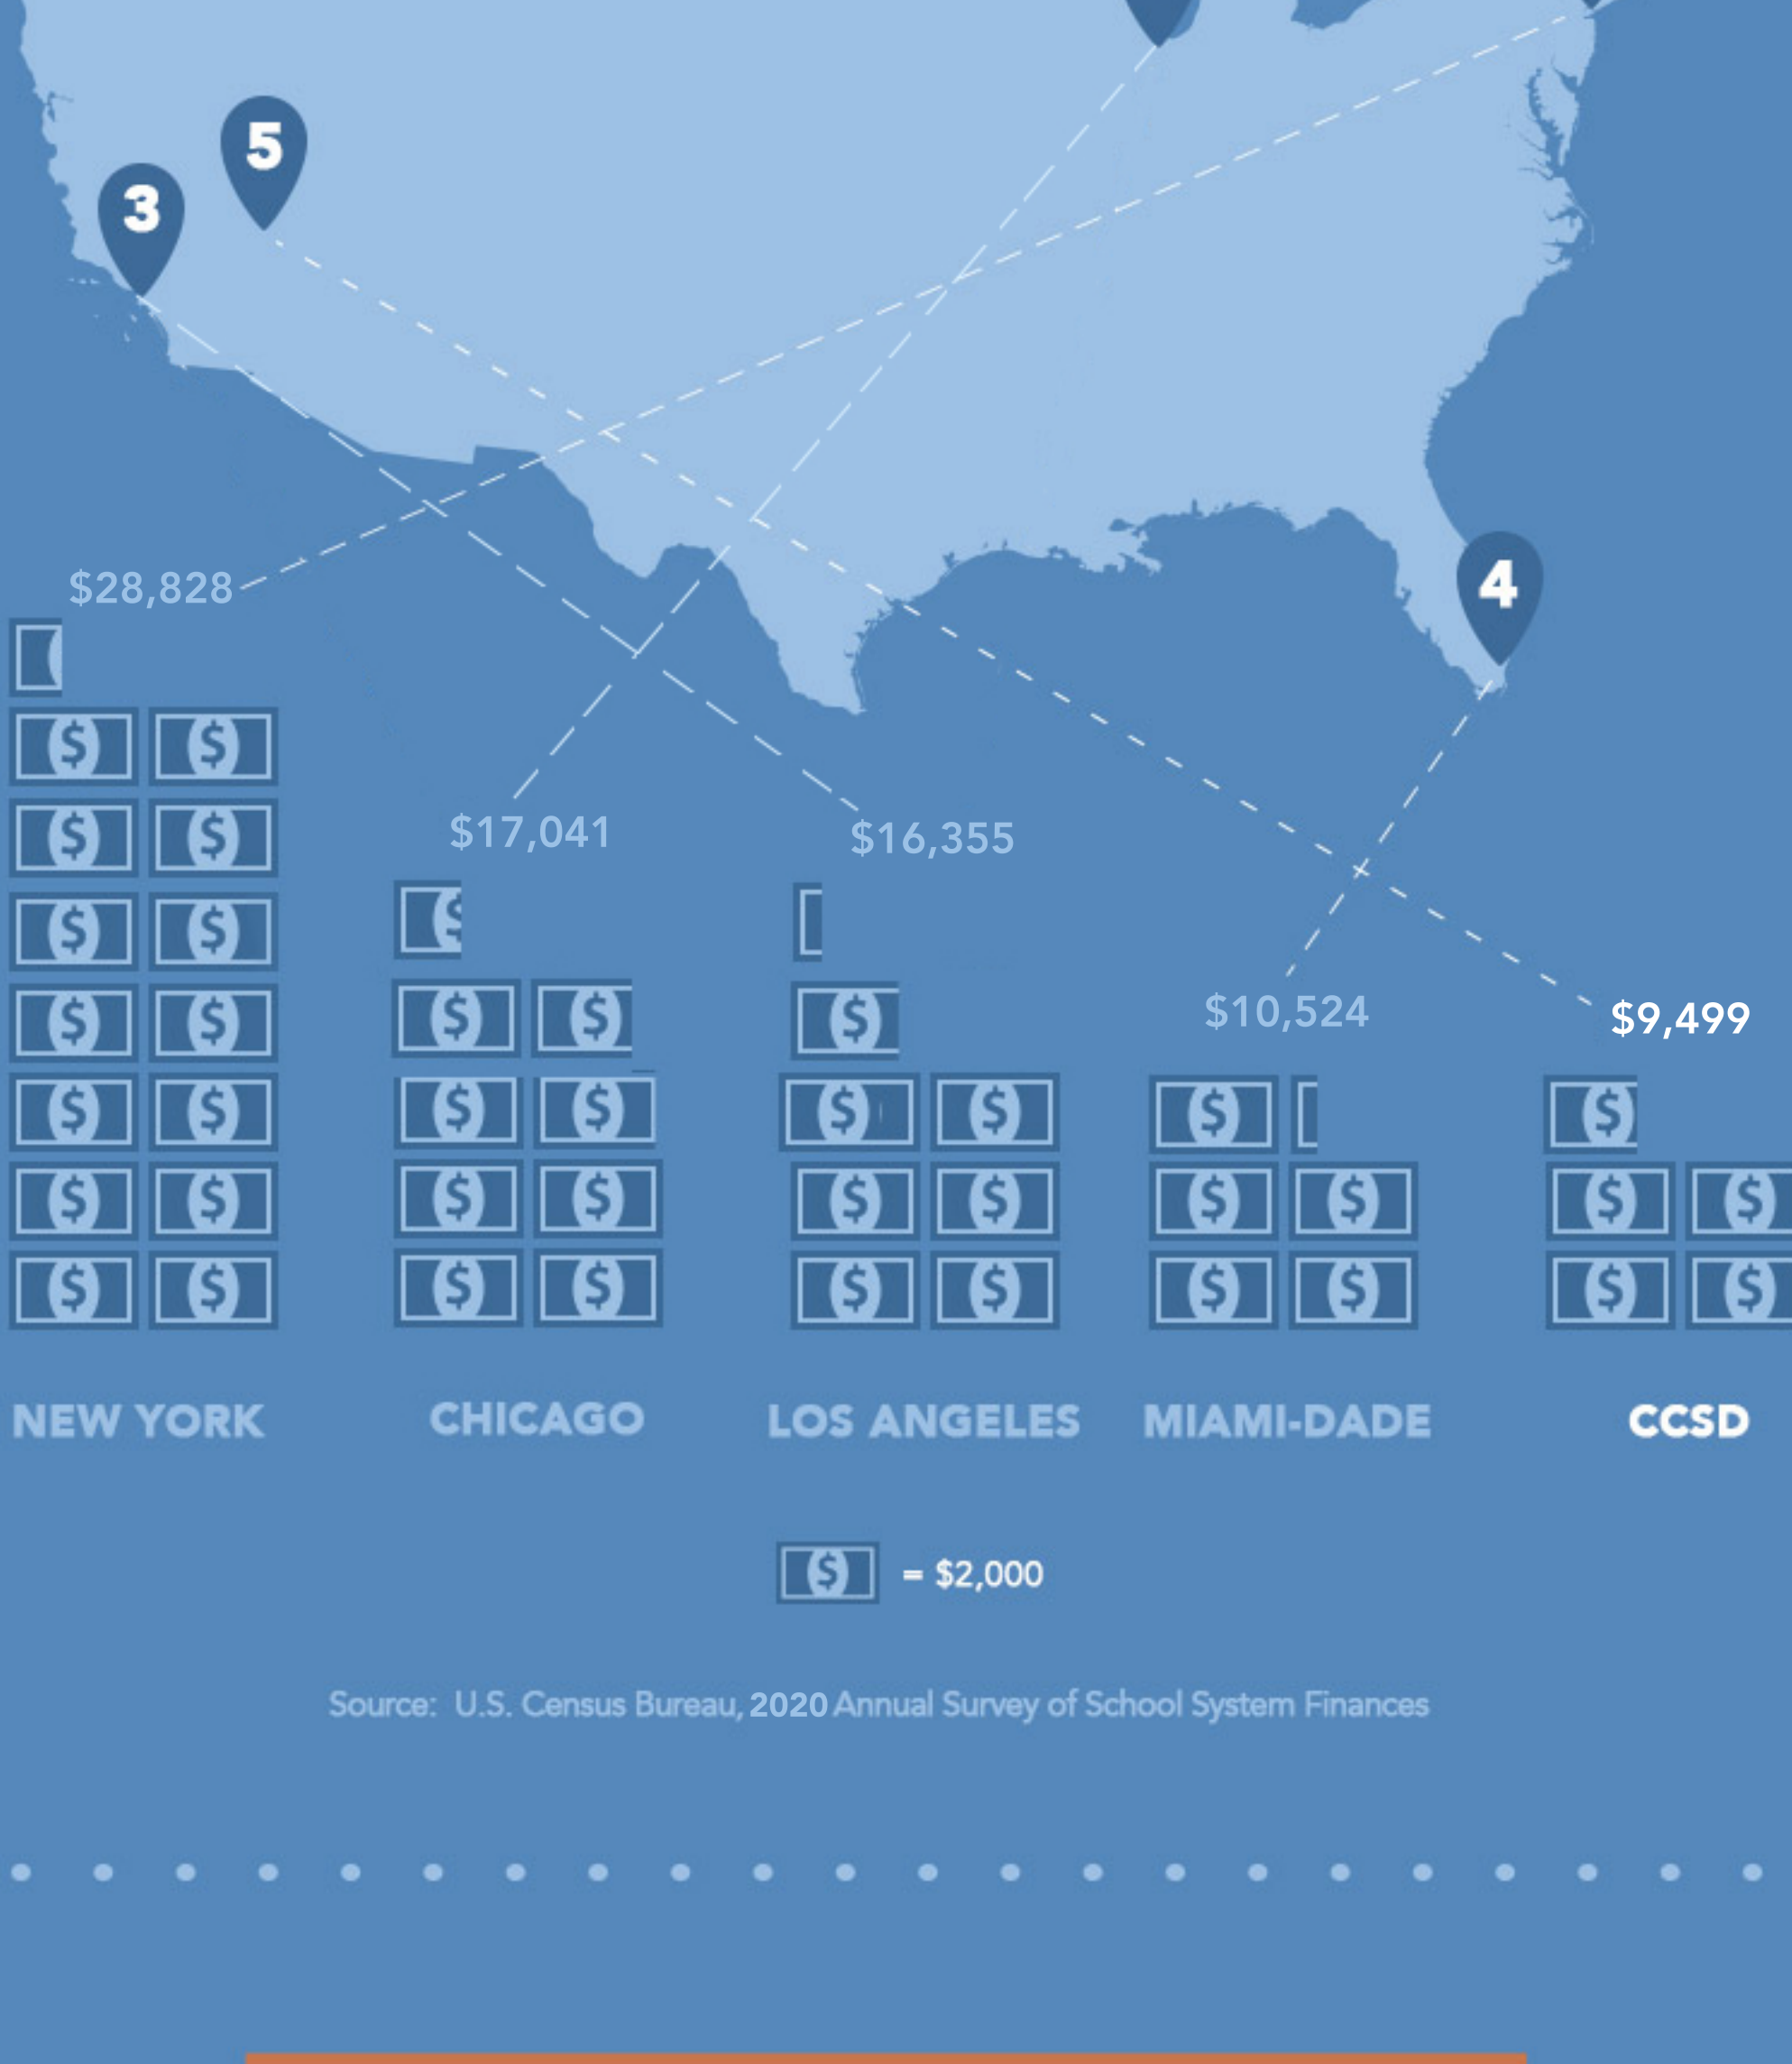 5
3
4
$28,828
$17,041
$16,355
$10,524
$9,499
NEW YORK
CHICAGO
LOS ANGELES
MIAMI-DADE
CCSD
= $2,000
Source: U.S. Census Bureau, 2020 Annual Survey of School System Finances